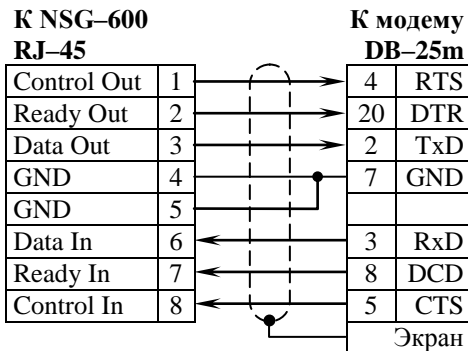 К NSG–600 К модему
RJ–45 DB–25m
Control Out 1 4 RTS
Ready Out 2 20 DTR
Data Out 3 2 TxD
GND 4 7 GND
GND 5
Data In 6 3 RxD
Ready In 7 8 DCD
Control In 8 5 CTS
Экран